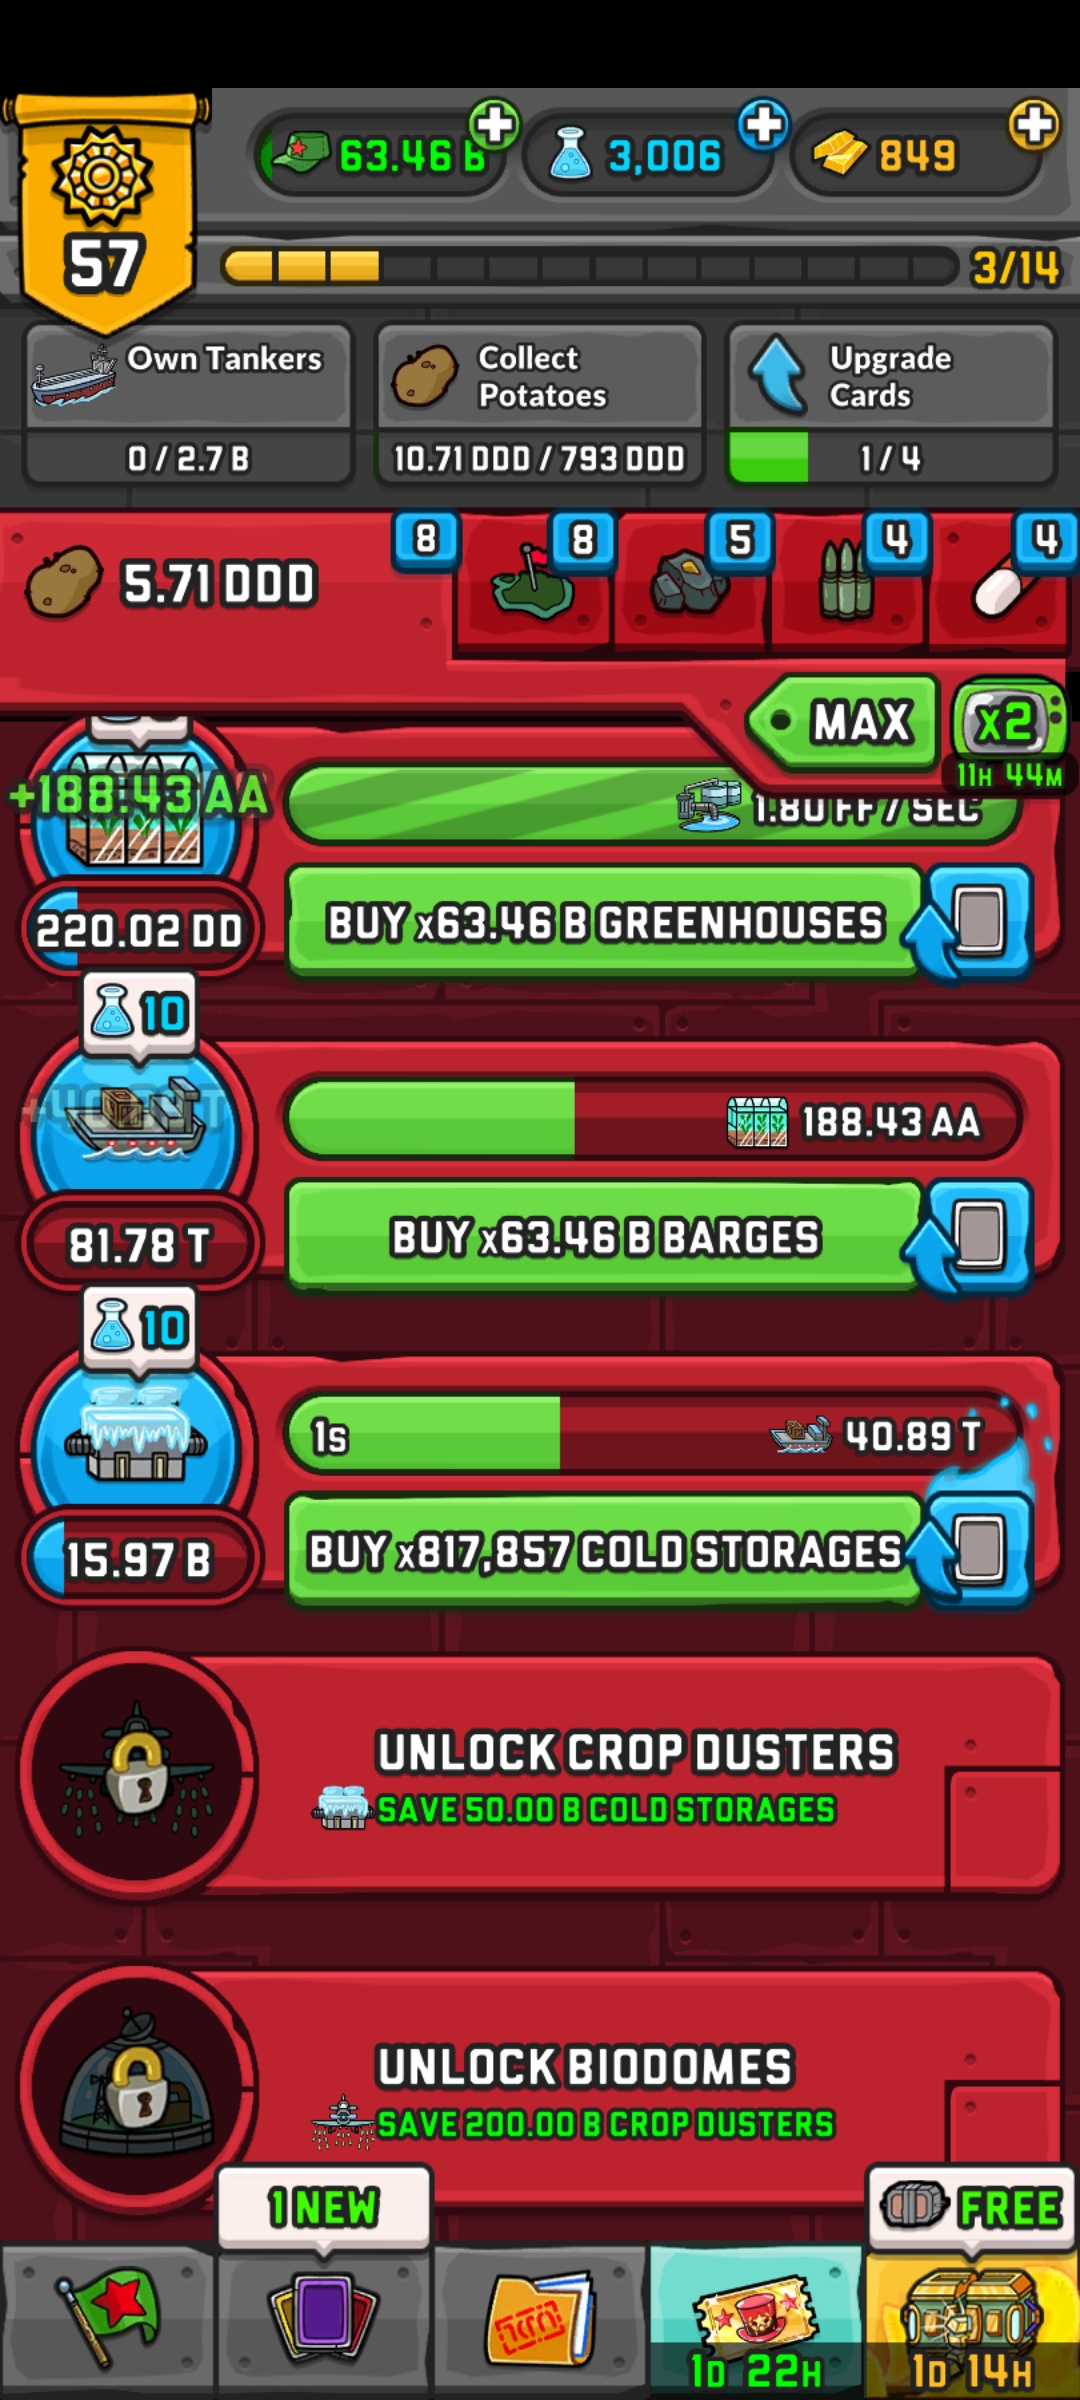 63.46 B
3,006
849
57
3/14
Own Tankers
0 / 2.7 B
Collect
Potatoes
10.71 DDD / 793 DDD
Upgrade
Cards
1 / 4
5.71 DDD
8
8
5
4
4
MAX
x2
11H 44M
+188.43 AA
1.80 FF / SEC
220.02 DD
BUY x63.46 B GREENHOUSES
10
188.43 AA
81.78 T
BUY x63.46 B BARGES
10
1s
40.89 T
15.97 B
BUY x817,857 COLD STORAGES
UNLOCK CROP DUSTERS
SAVE 50.00 B COLD STORAGES
UNLOCK BIODOMES
SAVE 200.00 B CROP DUSTERS
1 NEW
FREE
1D 22H
1D 14H